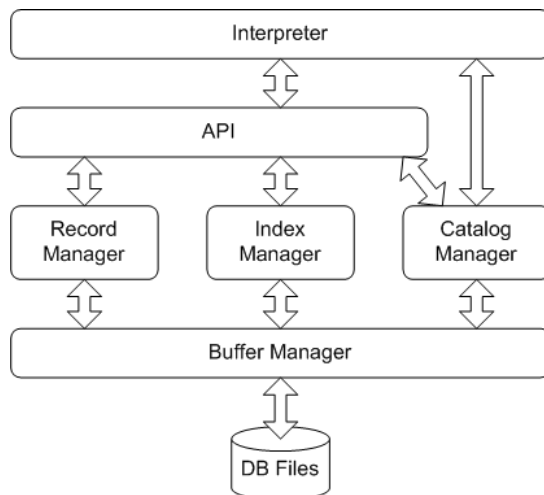 Interpreter
API
Record
Manager
Index
Manager
Catalog
Manager
Buffer Manager
DB Files